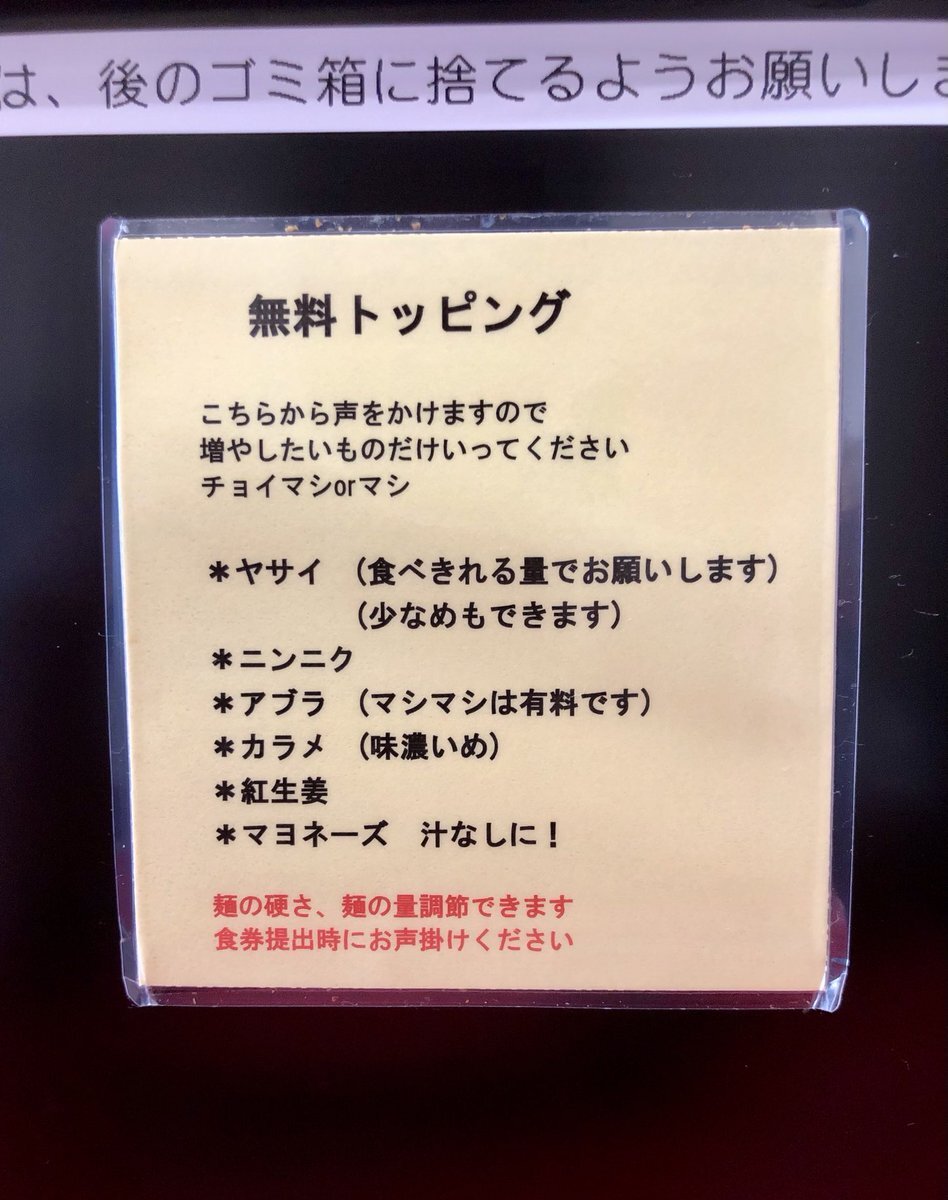 は、後のゴミ箱に捨てるようお願いしま
無料トッピング
こちらから声をかけますので
増やしたいものだけいってください
チョイマシorマシ
＊ヤサイ （食べきれる量でお願いします）
（少なめもできます）
＊ニンニク
＊アブラ （マシマシは有料です）
＊カラメ （味濃いめ）
＊紅生姜
＊マヨネーズ 汁なしに！
麺の硬さ、麺の量調節できます
食券提出時にお声掛けください